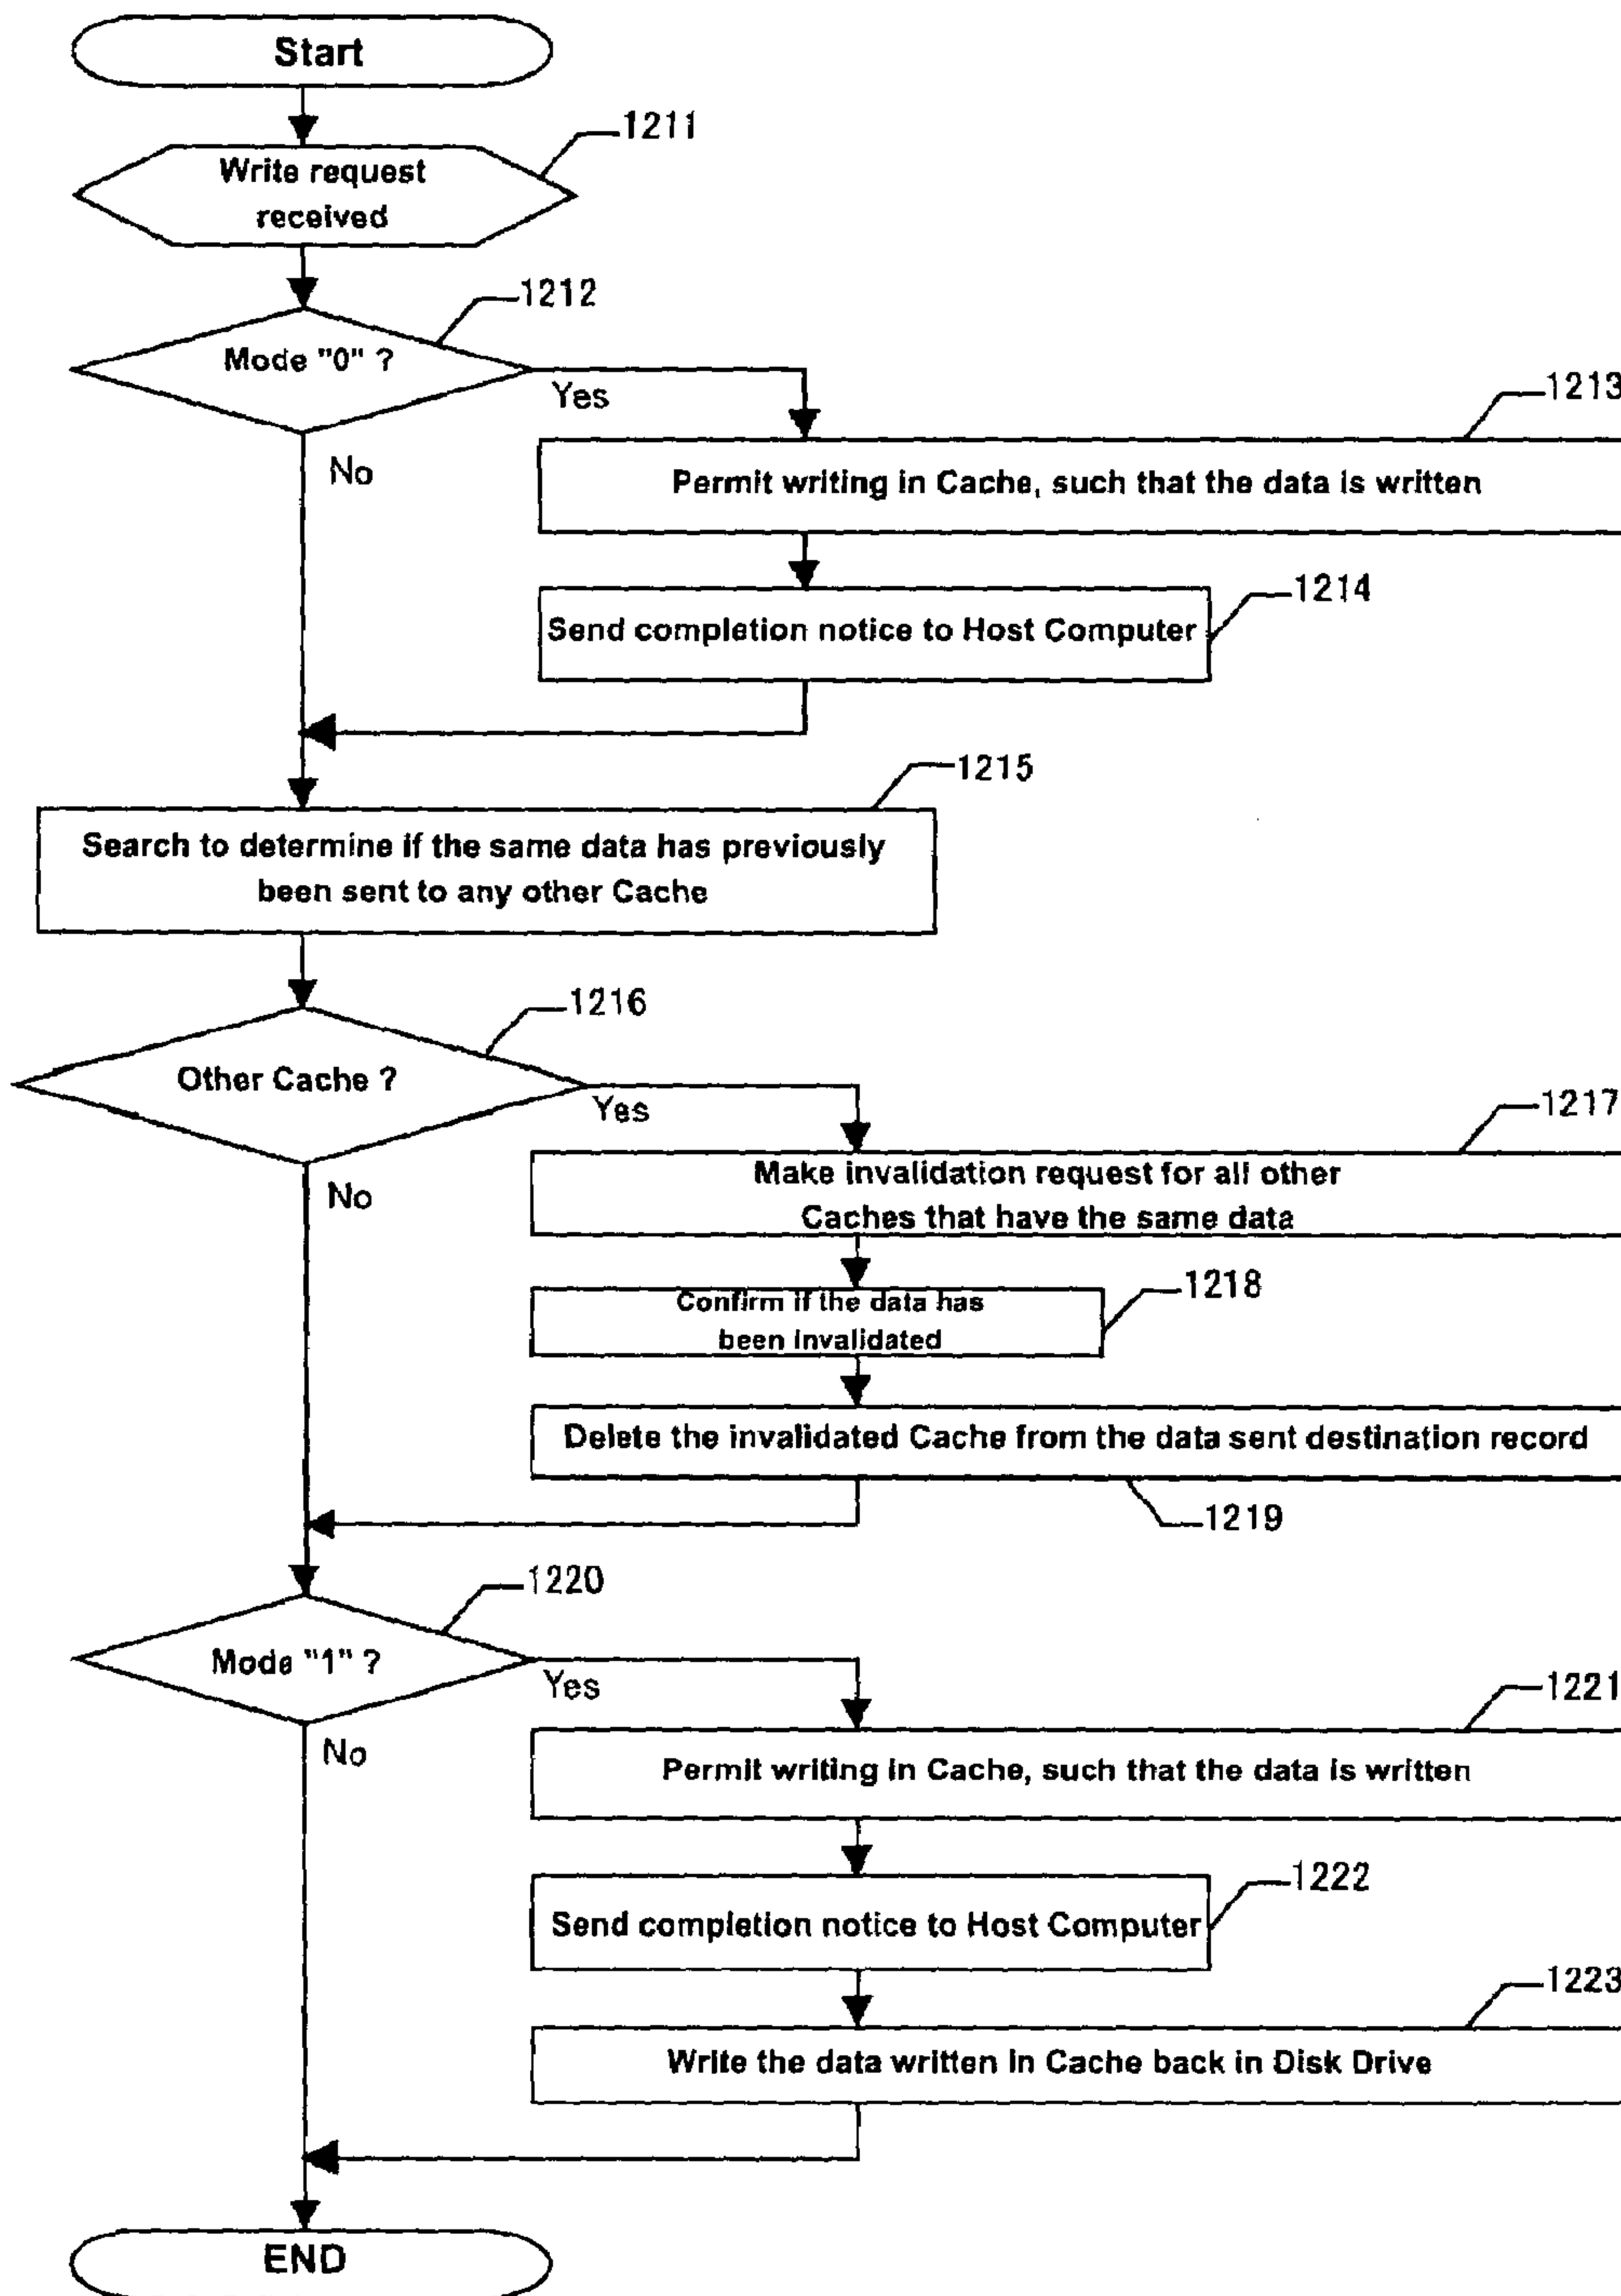 Start
1211
Write request
received
1212
Mode "0" ?
Yes
No
1213
Permit writing in Cache, such that the data is written
1214
Send completion notice to Host Computer
1215
Search to determine if the same data has previously
been sent to any other Cache
1216
Other Cache ?
Yes
No
1217
Make invalidation request for all other
Caches that have the same data
1218
Confirm if the data has
been invalidated
Delete the invalidated Cache from the data sent destination record
1219
1220
Mode "1" ?
Yes
No
1221
Permit writing in Cache, such that the data is written
1222
Send completion notice to Host Computer
1223
Write the data written in Cache back in Disk Drive
END